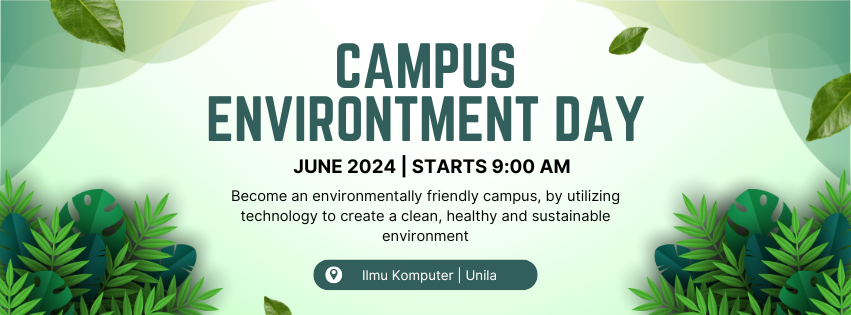 CAMPUS
ENVIRONTMENT DAY
JUNE 2024 | STARTS 9:00 AM
Become an environmentally friendly campus, by utilizing
technology to create a clean, healthy and sustainable
environment
Ilmu Komputer | Unila